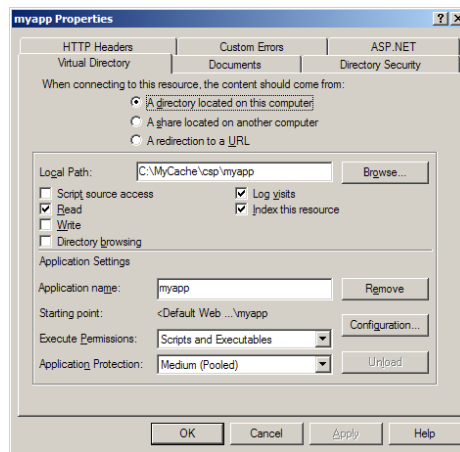 myapp Properties
HTTP Headers Custom Errors ASP.NET
Virtual Directory Documents Directory Security
When connecting to this resource, the content should come from:
A directory located on this computer
A share located on another computer
A redirection to a URL
Local Path: C:\MyCache\csp\myapp Browse...
Script source access Log visits
Read Index this resource
Write
Directory browsing
Application Settings
Application name: myapp Remove
Starting point: <Default Web ...\myapp
Configuration...
Execute Permissions: Scripts and Executables
Application Protection: Medium (Pooled) Unload
OK Cancel Apply Help